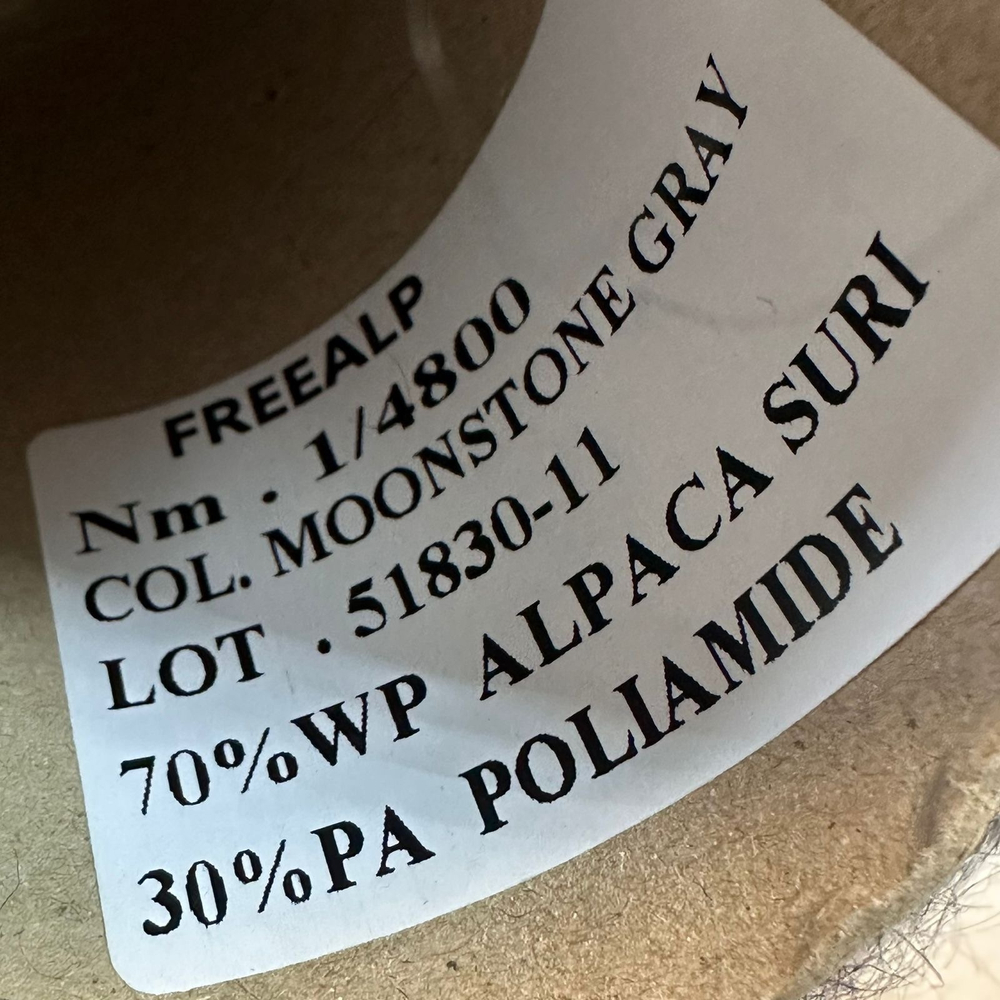 FREEALP
Nm . 1/4800
COL. MOONSTONE GRAY
LOT . 51830-11
70%WP ALPACA SURI
30%PA POLIAMIDE